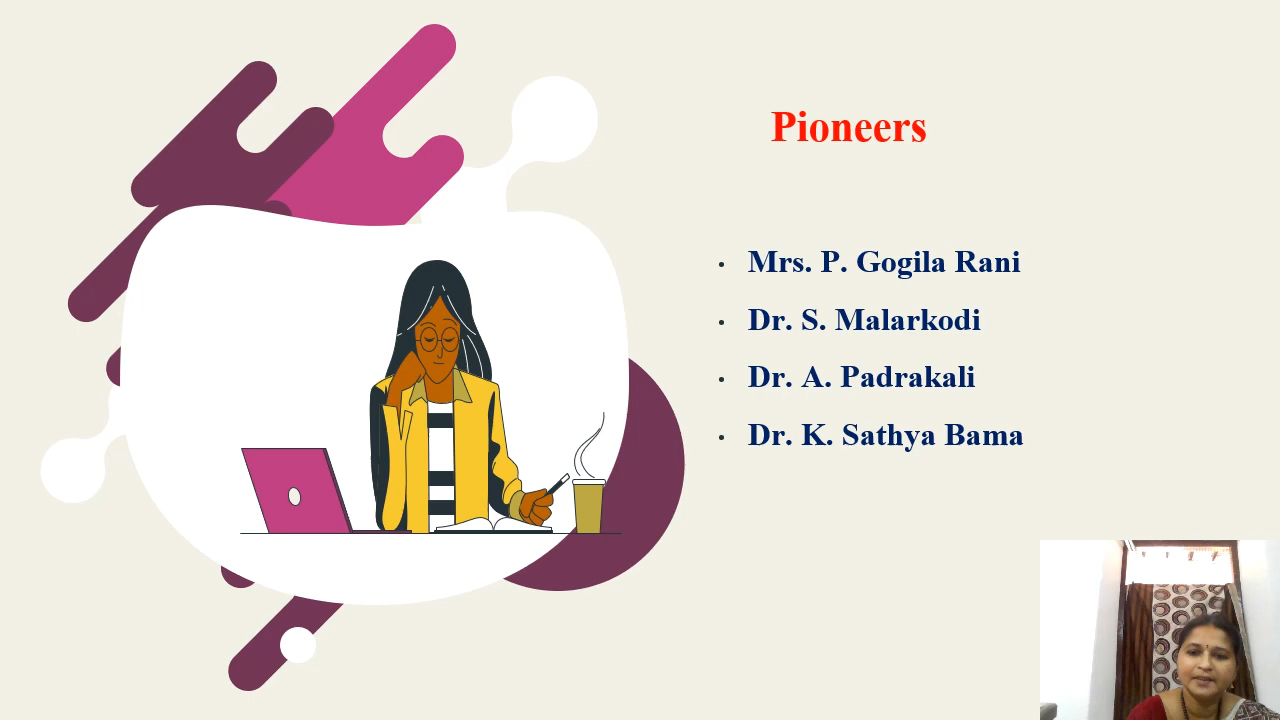 Pioneers
• Mrs. P. Gogila Rani
• Dr. S. Malarkodi
• Dr. A. Padrakali
• Dr. K. Sathya Bama